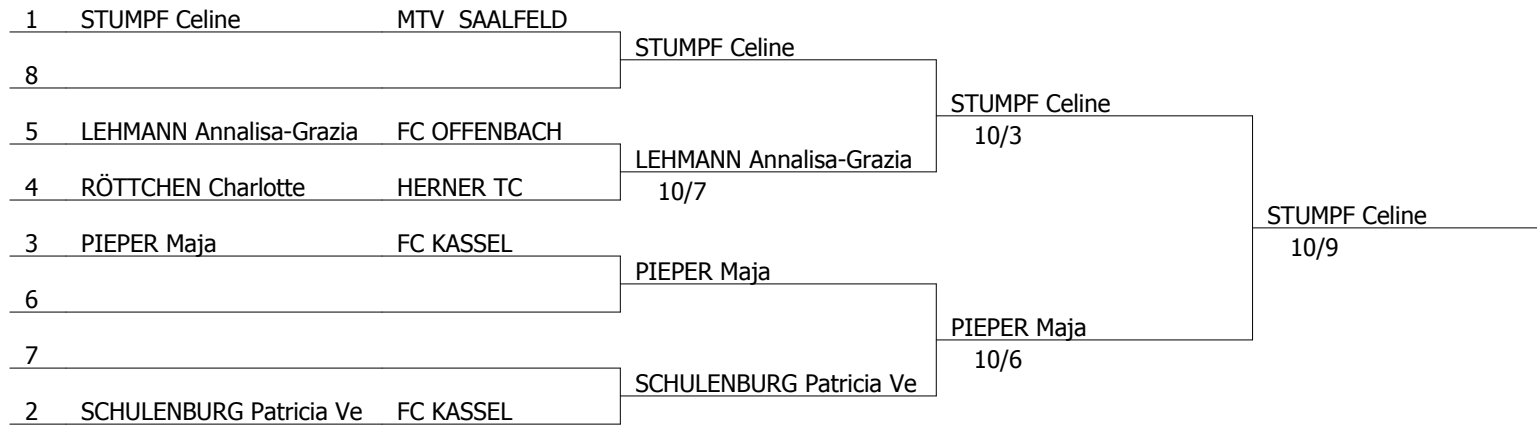 1 STUMPF Celine MTV SAALFELD
STUMPF Celine
8
STUMPF Celine
10/3
5 LEHMANN Annalisa-Grazia FC OFFENBACH
LEHMANN Annalisa-Grazia
10/7
4 RÖTTCHEN Charlotte HERNER TC
STUMPF Celine
10/9
3 PIEPER Maja FC KASSEL
PIEPER Maja
6
PIEPER Maja
10/6
7
SCHULENBURG Patricia Ve
2 SCHULENBURG Patricia Ve FC KASSEL